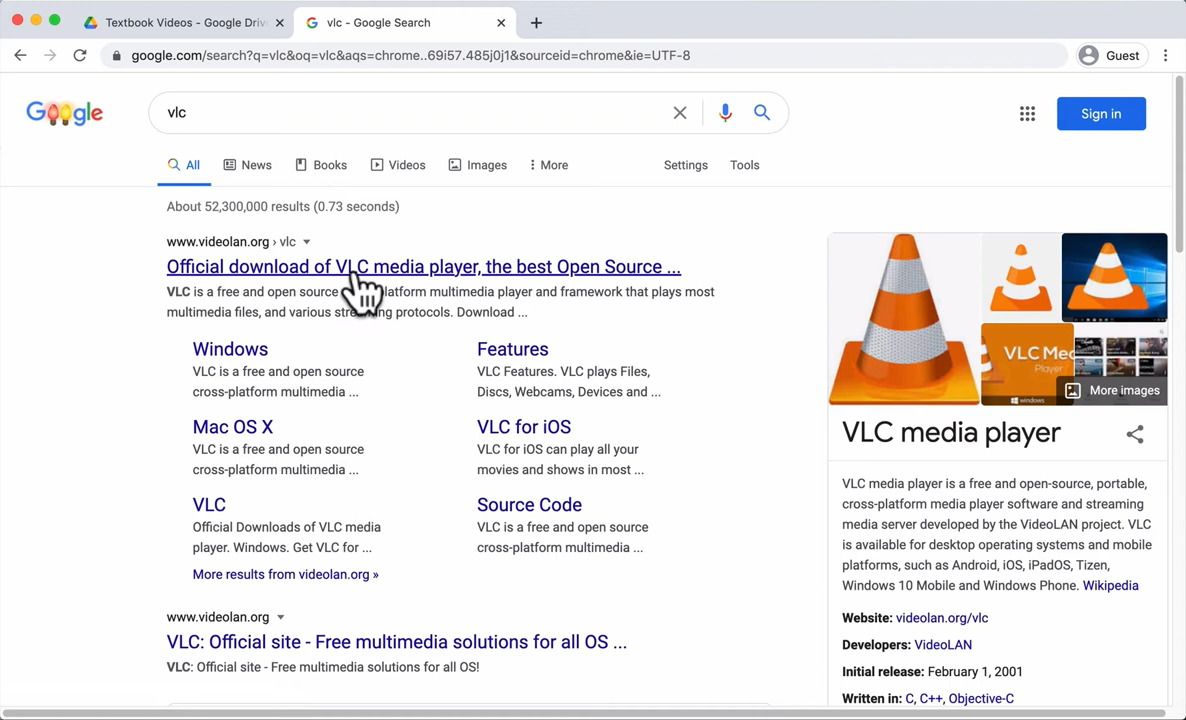 Textbook Videos - Google Driv
vlc - Google Search
google.com/search?q=vlc&oq=vlc&aqs=chrome..69i57.485j0j1&sourceid=chrome&ie=UTF-8
Guest
Google
vlc
Sign in
All
News
Books
Videos
Images
More
Settings
Tools
About 52,300,000 results (0.73 seconds)
www.videolan.org › vlc
Official download of VLC media player, the best Open Source ...
VLC is a free and open source platform multimedia player and framework that plays most
multimedia files, and various streaming protocols. Download ...
Windows
VLC is a free and open source
cross-platform multimedia ...
Features
VLC Features. VLC plays Files,
Discs, Webcams, Devices and ...
Mac OS X
VLC is a free and open source
cross-platform multimedia ...
VLC for iOS
VLC for iOS can play all your
movies and shows in most ...
VLC
Official Downloads of VLC media
player. Windows. Get VLC for ...
Source Code
VLC is a free and open source
cross-platform multimedia ...
More results from videolan.org »
www.videolan.org
VLC: Official site - Free multimedia solutions for all OS ...
VLC: Official site - Free multimedia solutions for all OS!
VLC Med
Player
windows
More images
VLC media player
VLC media player is a free and open-source, portable,
cross-platform media player software and streaming
media server developed by the VideoLAN project. VLC
is available for desktop operating systems and mobile
platforms, such as Android, iOS, iPadOS, Tizen,
Windows 10 Mobile and Windows Phone. Wikipedia
Website: videolan.org/vlc
Developers: VideoLAN
Initial release: February 1, 2001
Written in: C, C++, Objective-C